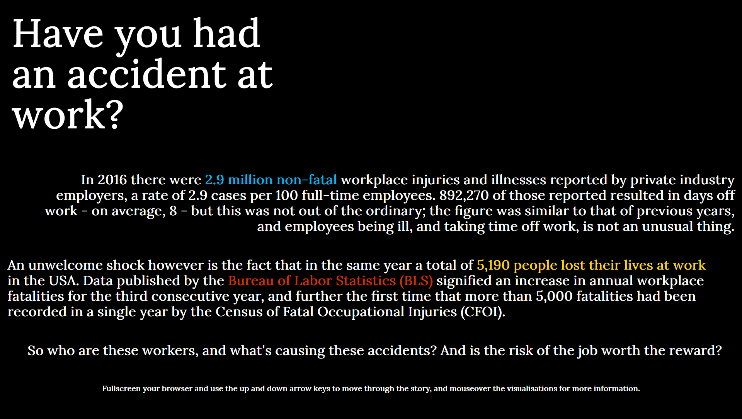 Have you had
an accident at
work?
In 2016 there were 2.9 million non-fatal workplace injuries and illnesses reported by private industry
employers, a rate of 2.9 cases per 100 full-time employees. 892,270 of those reported resulted in days off
work - on average, 8 - but this was not out of the ordinary; the figure was similar to that of previous years,
and employees being ill, and taking time off work, is not an unusual thing.
An unwelcome shock however is the fact that in the same year a total of 5,190 people lost their lives at work
in the USA. Data published by the Bureau of Labor Statistics (BLS) signified an increase in annual workplace
fatalities for the third consecutive year, and further the first time that more than 5,000 fatalities had been
recorded in a single year by the Census of Fatal Occupational Injuries (CFOI).
So who are these workers, and what's causing these accidents? And is the risk of the job worth the reward?
Fullscreen your browser and use the up and down arrow keys to move through the story, and mouseover the visualisations for more information.